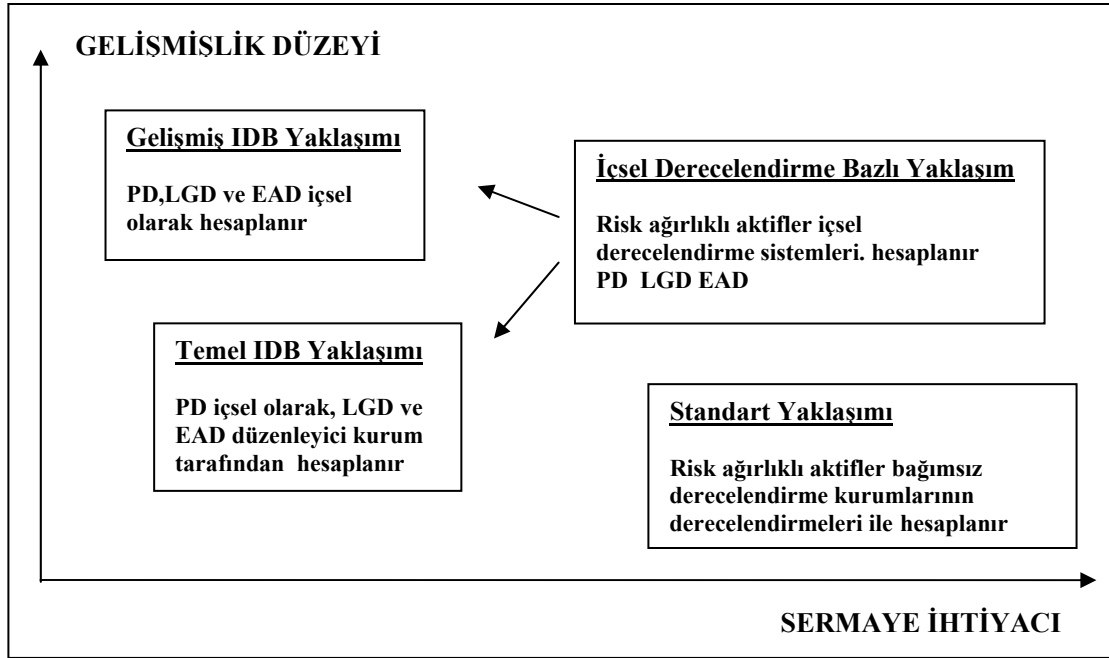 GELİŞMİŞLİK DÜZEYİ
Gelişmiş IDB Yaklaşımı
PD,LGD ve EAD içsel
olarak hesaplanır
İçsel Derecelendirme Bazlı Yaklaşım
Risk ağırlıklı aktifler içsel
derecelendirme sistemleri. hesaplanır
PD LGD EAD
Temel IDB Yaklaşımı
PD içsel olarak, LGD ve
EAD düzenleyici kurum
tarafından hesaplanır
Standart Yaklaşımı
Risk ağırlıklı aktifler bağımsız
derecelendirme kurumlarının
derecelendirmeleri ile hesaplanır
SERMAYE İHTİYACI